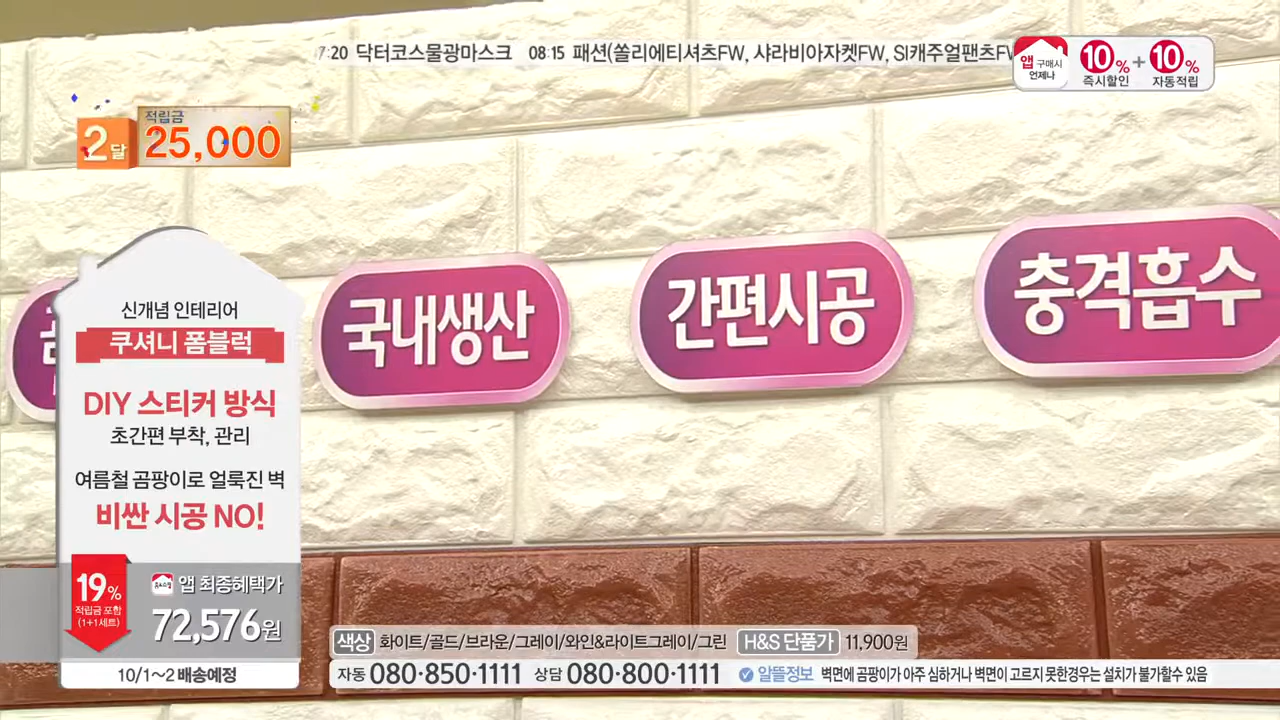 7:20 닥터코스물광마스크 08:15 패션(쏠리에티셔츠FW, 샤라비아자켓FW, SI캐주얼팬츠FW
앱 구매시
언제나
10%
즉시할인
+
10%
자동적립
2달
적립금
25,000
국내생산
간편시공
충격흡수
신개념 인테리어
쿠셔니 폼블럭
DIY 스티커 방식
초간편 부착, 관리
여름철 곰팡이로 얼룩진 벽
비싼 시공 NO!
19%
적립금 포함
(1+1세트)
앱 최종혜택가
72,576원
10/1~2 배송예정
색상 화이트/골드/브라운/그레이/와인&라이트그레이/그린 H&S 단품가 11,900원
자동 080·850·1111 상담 080·800·1111 알뜰정보 벽면에 곰팡이가 아주 심하거나 벽면이 고르지 못한경우는 설치가 불가할수 있음